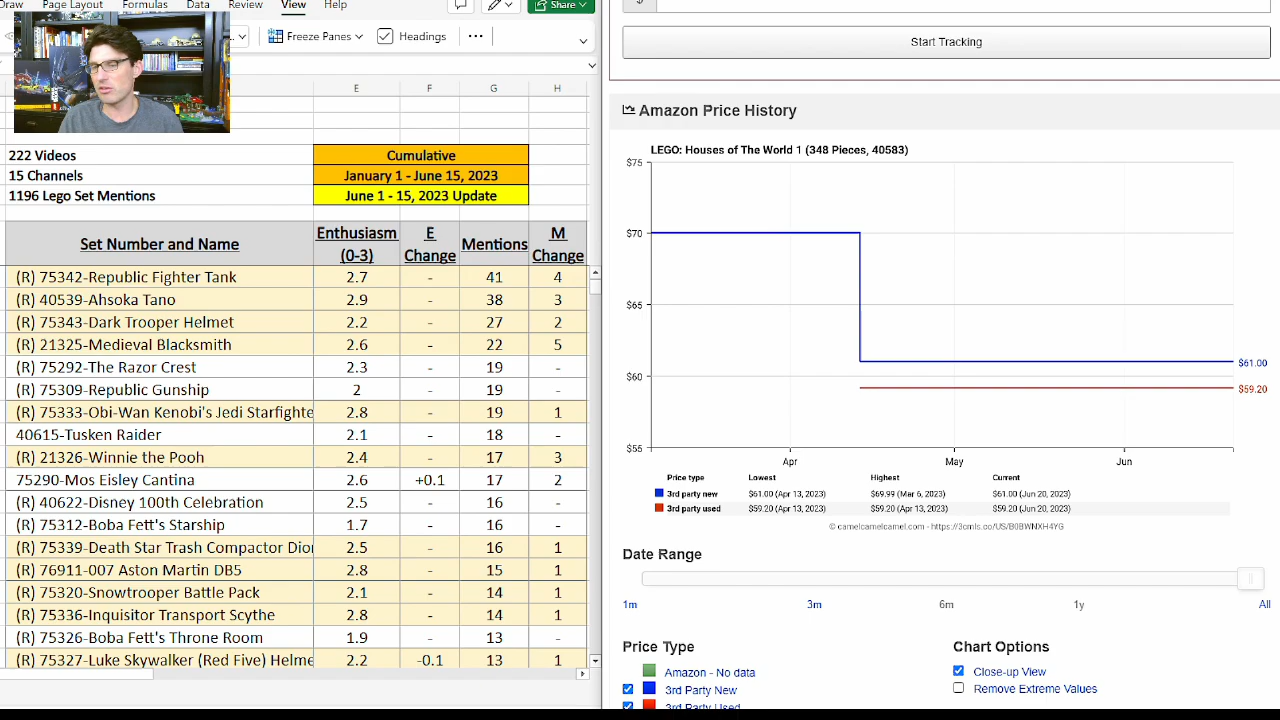 Draw Page Layout Formulas Data Review View Help Share
Freeze Panes Headings ...
E F G H
222 Videos Cumulative
15 Channels January 1 - June 15, 2023
1196 Lego Set Mentions June 1 - 15, 2023 Update
Set Number and Name Enthusiasm (0-3) E Change Mentions M Change
(R) 75342-Republic Fighter Tank 2.7 - 41 4
(R) 40539-Ahsoka Tano 2.9 - 38 3
(R) 75343-Dark Trooper Helmet 2.2 - 27 2
(R) 21325-Medieval Blacksmith 2.6 - 22 5
(R) 75292-The Razor Crest 2.3 - 19 -
(R) 75309-Republic Gunship 2 - 19 -
(R) 75333-Obi-Wan Kenobi's Jedi Starfighte 2.8 - 19 1
40615-Tusken Raider 2.1 - 18 -
(R) 21326-Winnie the Pooh 2.4 - 17 3
75290-Mos Eisley Cantina 2.6 +0.1 17 2
(R) 40622-Disney 100th Celebration 2.5 - 16 -
(R) 75312-Boba Fett's Starship 1.7 - 16 -
(R) 75339-Death Star Trash Compactor Dior 2.5 - 16 1
(R) 76911-007 Aston Martin DB5 2.8 - 15 1
(R) 75320-Snowtrooper Battle Pack 2.1 - 14 1
(R) 75336-Inquisitor Transport Scythe 2.8 - 14 1
(R) 75326-Boba Fett's Throne Room 1.9 - 13 -
(R) 75327-Luke Skywalker (Red Five) Helme 2.2 -0.1 13 1
Start Tracking
Amazon Price History
LEGO: Houses of The World 1 (348 Pieces, 40583)
$75
$70
$65
$61.00
$60
$59.20
$55
Apr May Jun
Price type Lowest Highest Current
3rd party new $61.00 (Apr 13, 2023) $69.99 (Mar 6, 2023) $61.00 (Jun 20, 2023)
3rd party used $59.20 (Apr 13, 2023) $59.20 (Apr 13, 2023) $59.20 (Jun 20, 2023)
© camelcamelcamel.com - https://3cmls.co/US/B0BWNXH4YG
Date Range
1m 3m 6m 1y All
Price Type Chart Options
Amazon - No data Close-up View
3rd Party New Remove Extreme Values
3rd Party Used